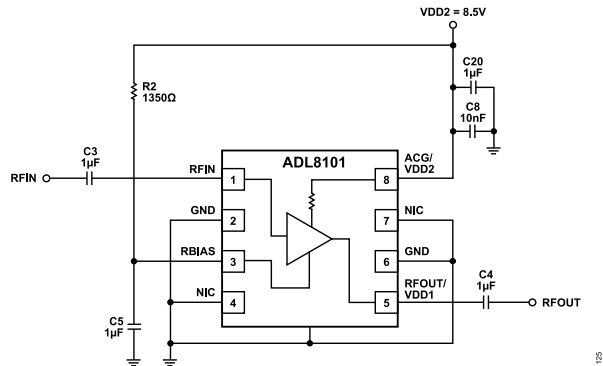 VDD2 = 8.5V
R2
1350Ω
C20
1µF
C8
10nF
C3
1µF
RFIN
ADL8101
RFIN
1
8
ACG/
VDD2
GND
2
7
NIC
RBIAS
3
6
GND
NIC
4
5
RFOUT/
VDD1
C4
1µF
RFOUT
C5
1µF
125